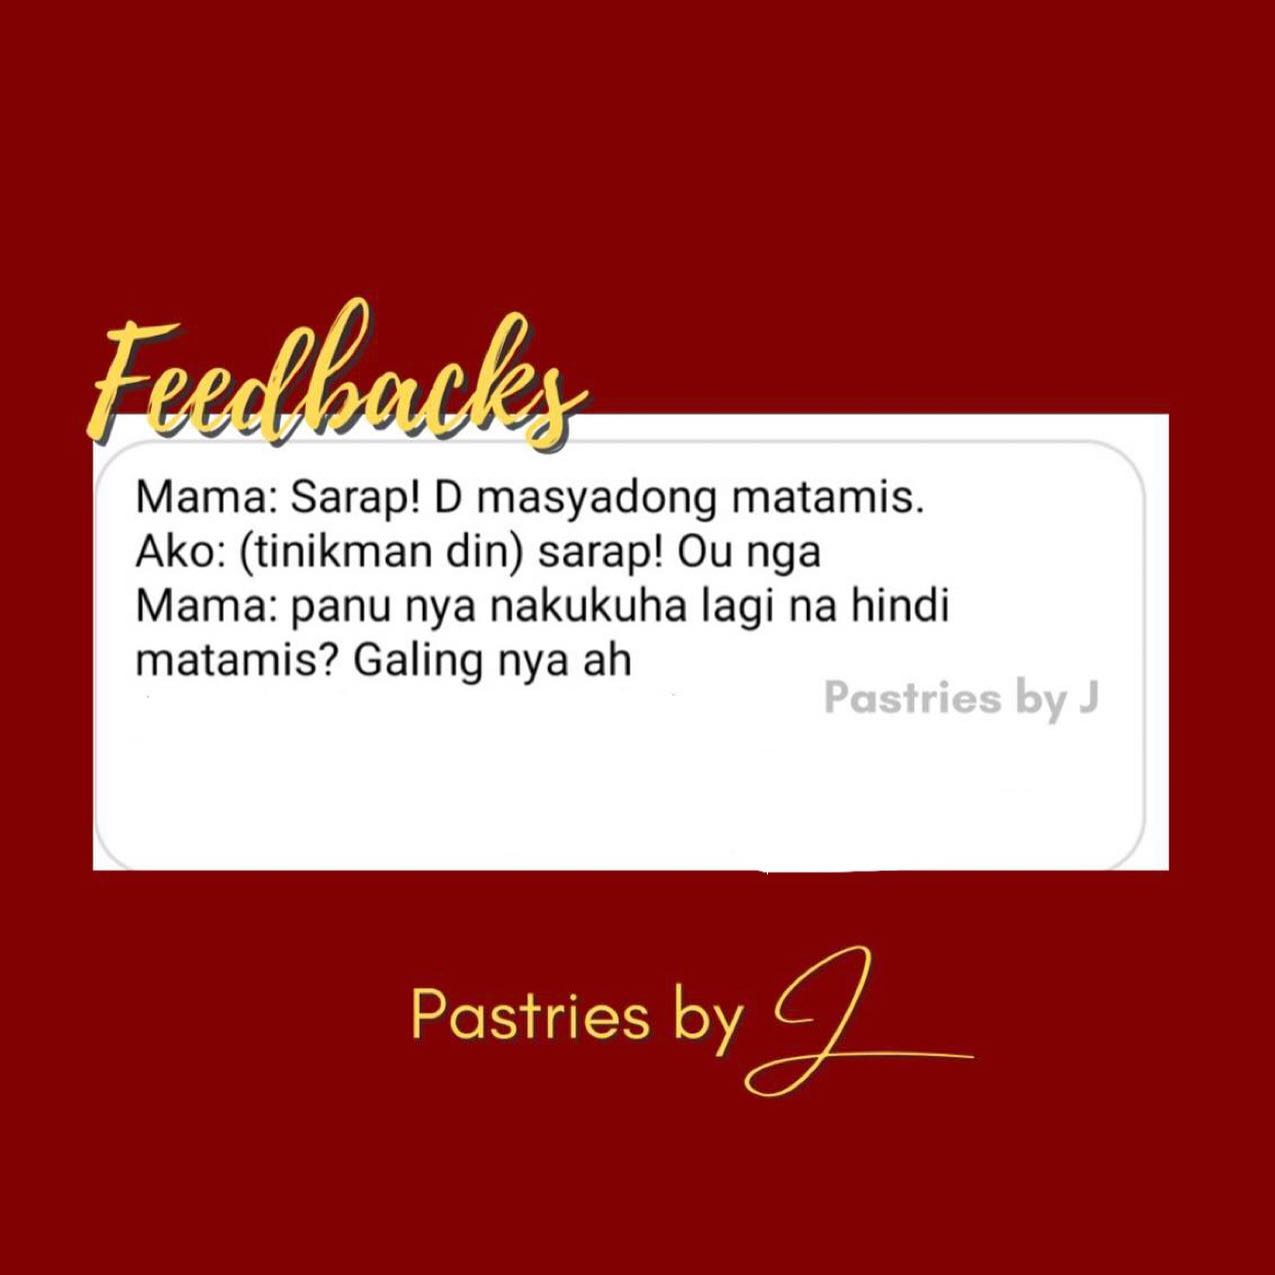 Feedbacks
Mama: Sarap! D masyadong matamis.
Ako: (tinikman din) sarap! Ou nga
Mama: panu nya nakukuha lagi na hindi
matamis? Galing nya ah
Pastries by J
Pastries by J